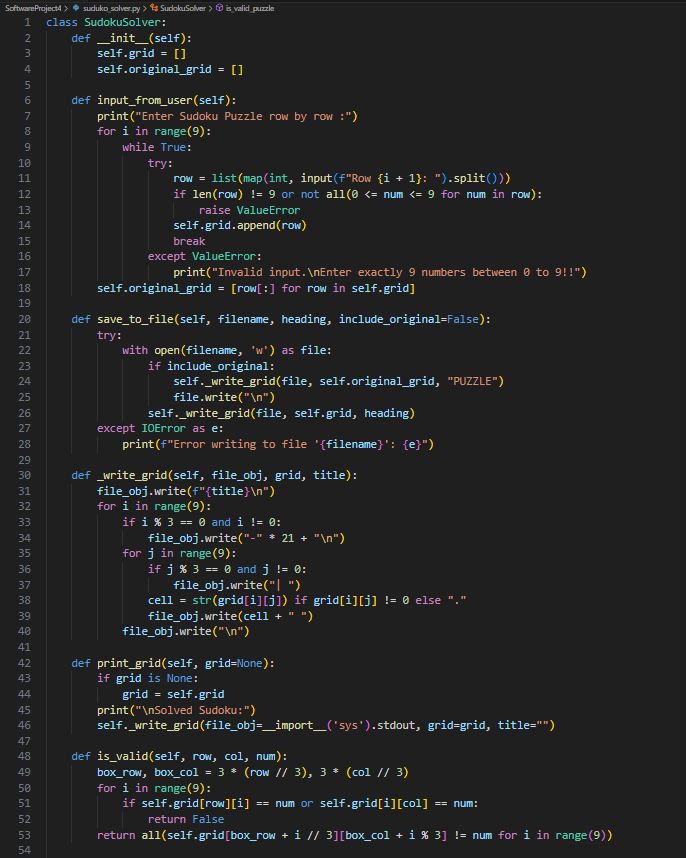 SoftwareProject4 > suduko_solver.py > SudokuSolver > is_valid_puzzle
1 class SudokuSolver:
2     def __init__(self):
3         self.grid = []
4         self.original_grid = []
5
6     def input_from_user(self):
7         print("Enter Sudoku Puzzle row by row :")
8         for i in range(9):
9             while True:
10                 try:
11                     row = list(map(int, input(f"Row {i + 1}: ").split()))
12                     if len(row) != 9 or not all(0 <= num <= 9 for num in row):
13                         raise ValueError
14                     self.grid.append(row)
15                     break
16                 except ValueError:
17                     print("Invalid input.\nEnter exactly 9 numbers between 0 to 9!!")
18         self.original_grid = [row[:] for row in self.grid]
19
20     def save_to_file(self, filename, heading, include_original=False):
21         try:
22             with open(filename, 'w') as file:
23                 if include_original:
24                     self._write_grid(file, self.original_grid, "PUZZLE")
25                     file.write("\n")
26                 self._write_grid(file, self.grid, heading)
27         except IOError as e:
28             print(f"Error writing to file '{filename}': {e}")
29
30     def _write_grid(self, file_obj, grid, title):
31         file_obj.write(f"{title}\n")
32         for i in range(9):
33             if i % 3 == 0 and i != 0:
34                 file_obj.write("-" * 21 + "\n")
35             for j in range(9):
36                 if j % 3 == 0 and j != 0:
37                     file_obj.write("| ")
38                 cell = str(grid[i][j]) if grid[i][j] != 0 else "."
39                 file_obj.write(cell + " ")
40             file_obj.write("\n")
41
42     def print_grid(self, grid=None):
43         if grid is None:
44             grid = self.grid
45         print("\nSolved Sudoku:")
46         self._write_grid(file_obj=__import__('sys').stdout, grid=grid, title="")
47
48     def is_valid(self, row, col, num):
49         box_row, box_col = 3 * (row // 3), 3 * (col // 3)
50         for i in range(9):
51             if self.grid[row][i] == num or self.grid[i][col] == num:
52                 return False
53         return all(self.grid[box_row + i // 3][box_col + i % 3] != num for i in range(9))
54